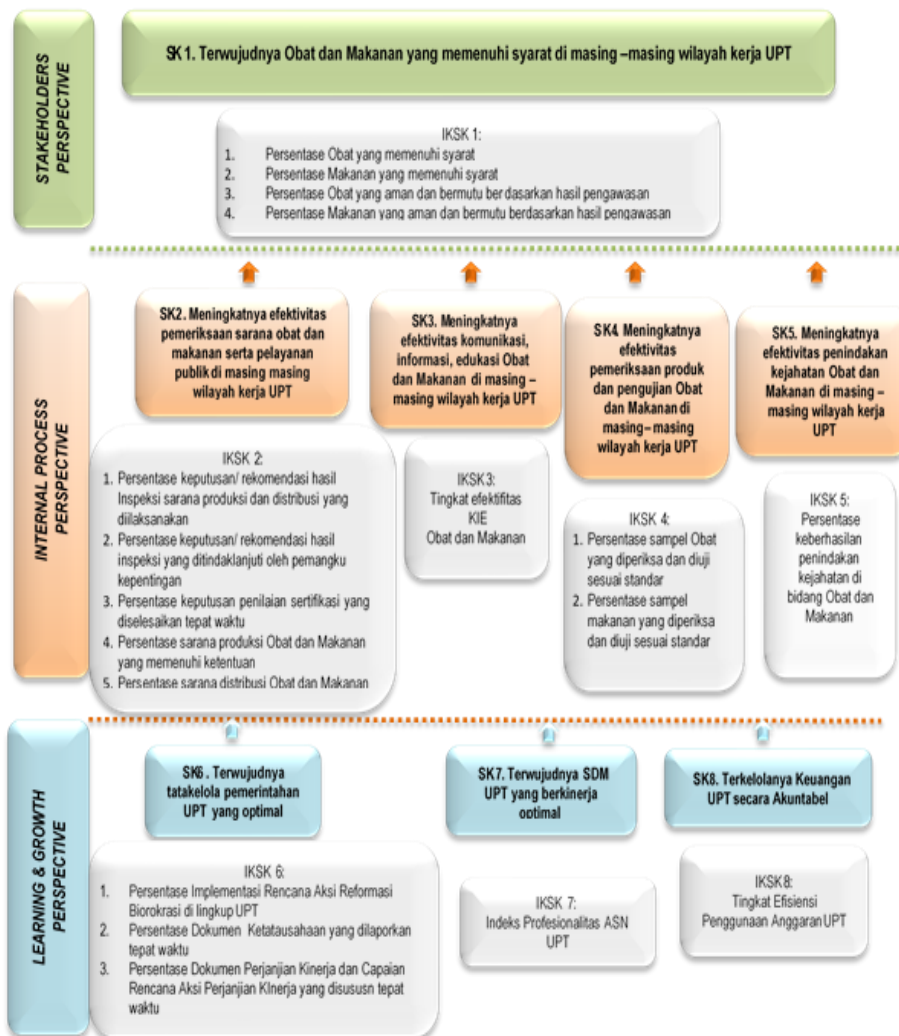 STAKEHOLDERS
PERSPECTIVE
SK 1. Terwujudnya Obat dan Makanan yang memenuhi syarat di masing –masing wilayah kerja UPT
IKSK 1:
1. Persentase Obat yang memenuhi syarat
2. Persentase Makanan yang memenuhi syarat
3. Persentase Obat yang aman dan bermutu berdasarkan hasil pengawasan
4. Persentase Makanan yang aman dan bermutu berdasarkan hasil pengawasan
INTERNAL PROCESS
PERSPECTIVE
SK2. Meningkatnya efektivitas
pemeriksaan sarana obat dan
makanan serta pelayanan
publik di masing masing
wilayah kerja UPT
IKSK 2:
1. Persentase keputusan/ rekomendasi hasil
Inspeksi sarana produksi dan distribusi yang
diilaksanakan
2. Persentase keputusan/ rekomendasi hasil
inspeksi yang ditindaklanjuti oleh pemangku
kepentingan
3. Persentase keputusan penilaian sertifikasi yang
diselesaikan tepat waktu
4. Persentase sarana produksi Obat dan Makanan
yang memenuhi ketentuan
5. Persentase sarana distribusi Obat dan Makanan
SK3. Meningkatnya
efektivitas komunikasi,
informasi, edukasi Obat
dan Makanan di masing –
masing wilayah kerja UPT
IKSK 3:
Tingkat efektifitas
KIE
Obat dan Makanan
SK4. Meningkatnya
efektivitas
pemeriksaan produk
dan pengujian Obat
dan Makanan di
masing– masing
wilayah kerja UPT
IKSK 4:
1. Persentase sampel Obat
yang diperiksa dan diuji
sesuai standar
2. Persentase sampel
makanan yang diperiksa
dan diuji sesuai standar
SK5. Meningkatnya
efektivitas penindakan
kejahatan Obat dan
Makanan di masing –
masing wilayah kerja
UPT
IKSK 5:
Persentase
keberhasilan
penindakan
kejahatan di
bidang Obat dan
Makanan
LEARNING & GROWTH
PERSPECTIVE
SK6 . Terwujudnya
tatakelola pemerintahan
UPT yang optimal
IKSK 6:
1. Persentase Implementasi Rencana Aksi Reformasi
Biorokrasi di lingkup UPT
2. Persentase Dokumen Ketatausahaan yang dilaporkan
tepat waktu
3. Persentase Dokumen Perjanjian Kinerja dan Capaian
Rencana Aksi Perjanjian KInerja yang disususn tepat
waktu
SK7. Terwujudnya SDM
UPT yang berkinerja
optimal
IKSK 7:
Indeks Profesionalitas ASN
UPT
SK8. Terkelolanya Keuangan
UPT secara Akuntabel
IKSK8:
Tingkat Efisiensi
Penggunaan Anggaran UPT